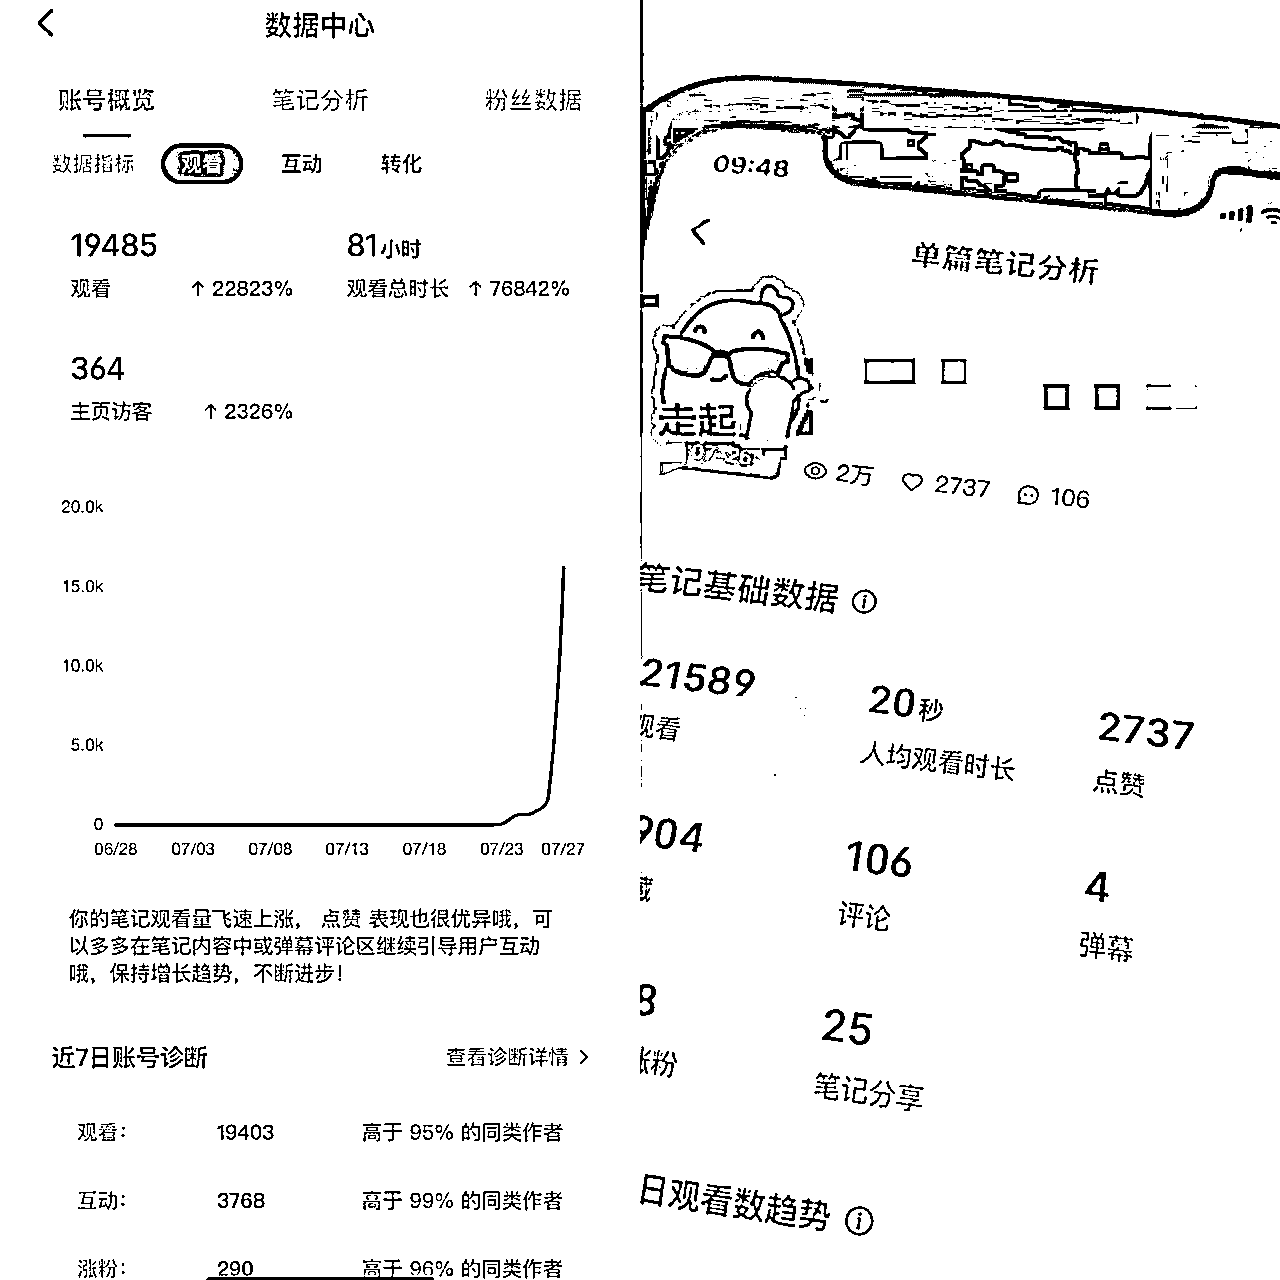 数据中心
账号概览 笔记分析 粉丝数据
数据指标 观看 互动 转化
19485 81小时
观看 ↑ 22823% 观看总时长 ↑ 76842%
364
主页访客 ↑ 2326%
20.0k
15.0k
10.0k
5.0k
0
06/28 07/03 07/08 07/13 07/18 07/23 07/27
你的笔记观看量飞速上涨， 点赞 表现也很优异哦，可
以多多在笔记内容中或弹幕评论区继续引导用户互动
哦，保持增长趋势，不断进步！
近7日账号诊断 查看诊断详情 >
观看： 19403 高于 95% 的同类作者
互动： 3768 高于 99% 的同类作者
涨粉： 290 高于 96% 的同类作者
09:48
单篇笔记分析
走起
07-26
2万 2737 106
笔记基础数据
21589 20秒 2737
观看 人均观看时长 点赞
904 106 4
藏 评论 弹幕
8 25
涨粉 笔记分享
日观看数趋势